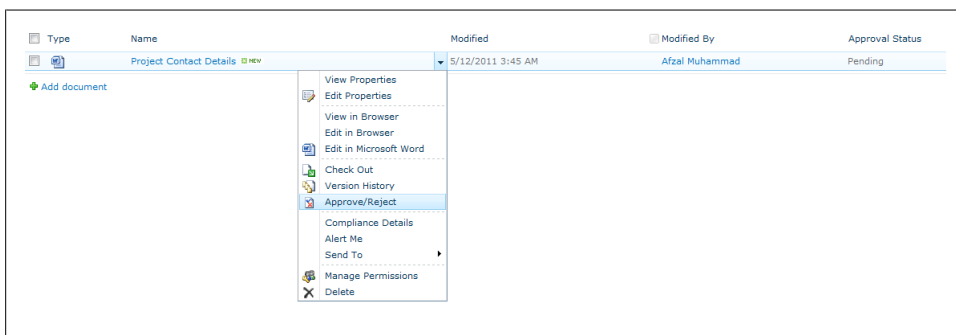 Type Name Modified Modified By Approval Status
Project Contact Details NEW 5/12/2011 3:45 AM Afzal Muhammad Pending
Add document
View Properties
Edit Properties
View in Browser
Edit in Browser
Edit in Microsoft Word
Check Out
Version History
Approve/Reject
Compliance Details
Alert Me
Send To
Manage Permissions
Delete